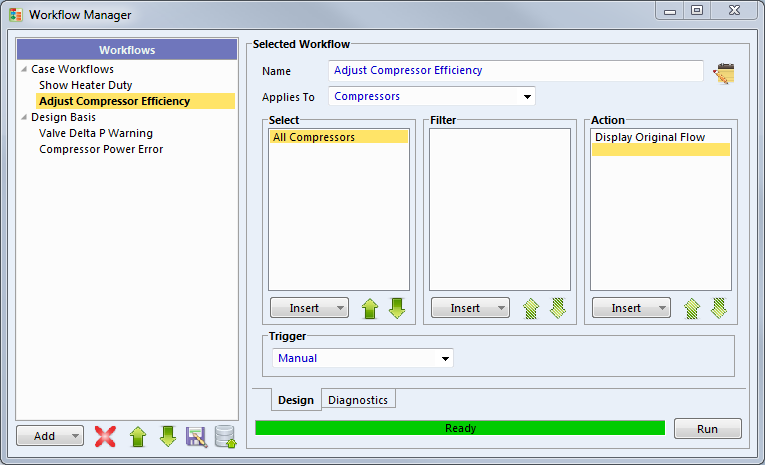 Workflow Manager
Workflows
Case Workflows
Show Heater Duty
Adjust Compressor Efficiency
Design Basis
Valve Delta P Warning
Compressor Power Error
Add
Selected Workflow
Name Adjust Compressor Efficiency
Applies To Compressors
Select
All Compressors
Insert
Filter
Insert
Action
Display Original Flow
Insert
Trigger
Manual
Design Diagnostics
Ready
Run